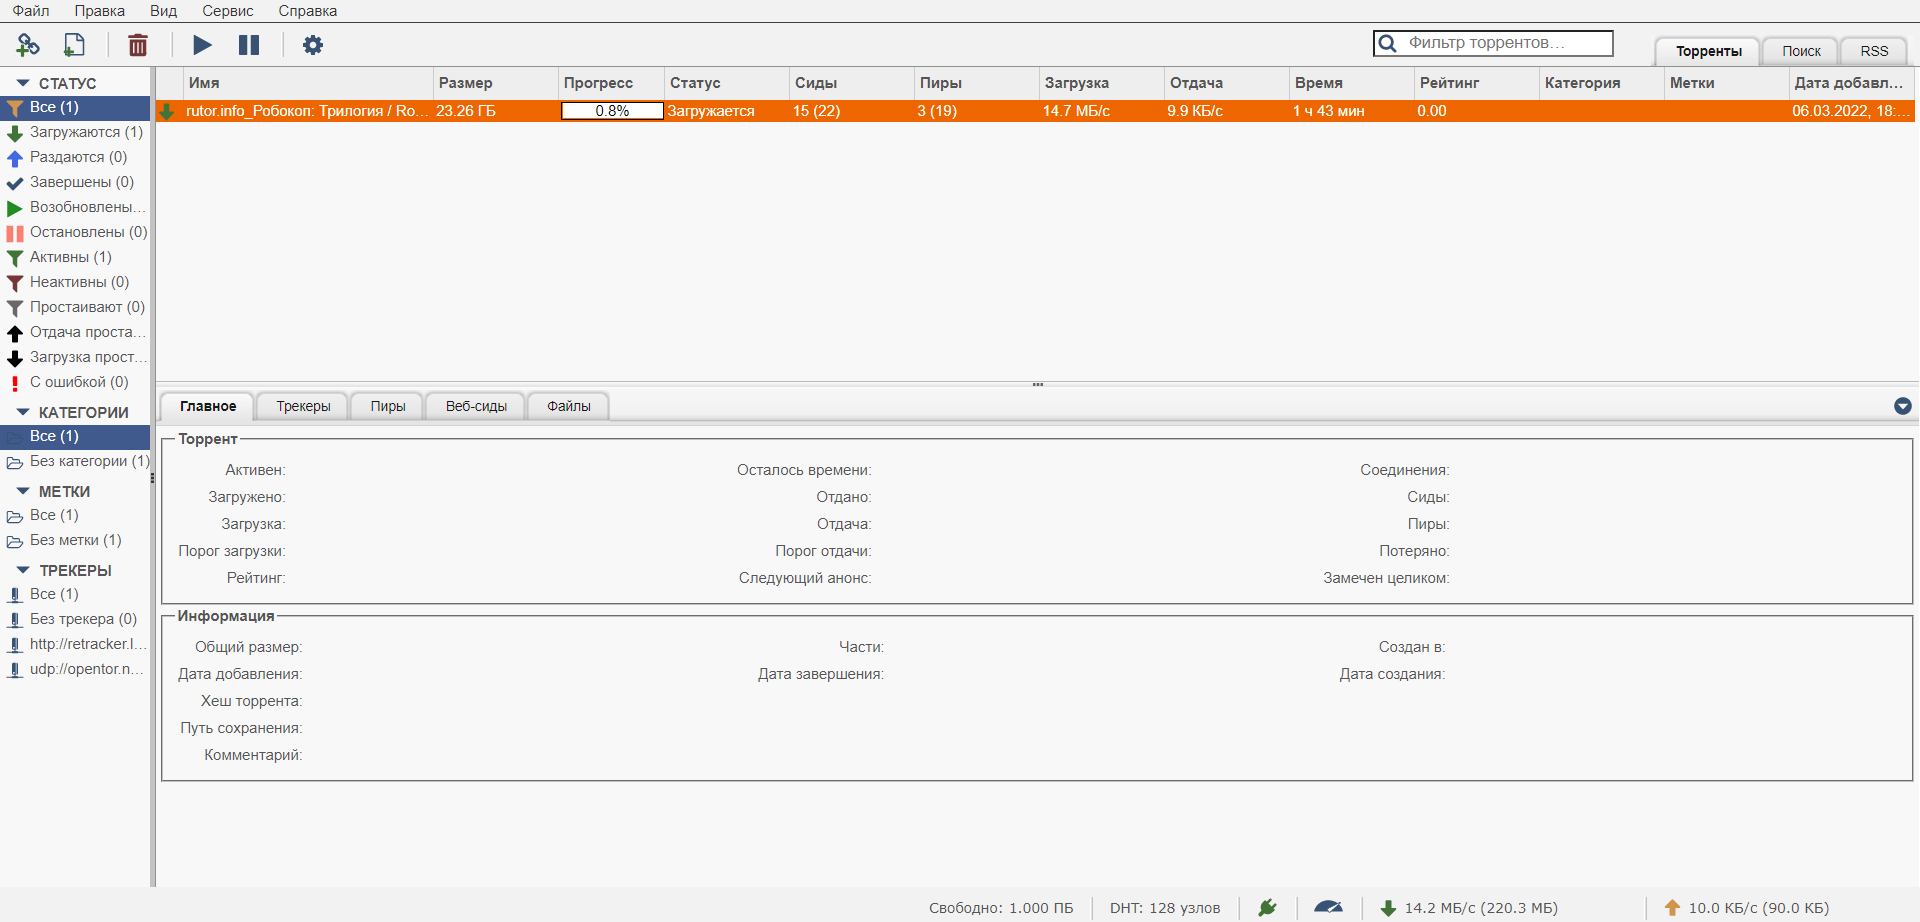 Файл Правка Вид Сервис Справка
Фильтр торрентов…
Торренты Поиск RSS
СТАТУС
Все (1)
Загружаются (1)
Раздаются (0)
Завершены (0)
Возобновлены…
Остановлены (0)
Активны (1)
Неактивны (0)
Простаивают (0)
Отдача проста…
Загрузка прост…
С ошибкой (0)
КАТЕГОРИИ
Все (1)
Без категории (1)
МЕТКИ
Все (1)
Без метки (1)
ТРЕКЕРЫ
Все (1)
Без трекера (0)
http://retracker.l…
udp://opentor.n…
Имя Размер Прогресс Статус Сиды Пиры Загрузка Отдача Время Рейтинг Категория Метки Дата добавл…
rutor.info_Робокоп: Трилогия / Ro… 23.26 ГБ 0.8% Загружается 15 (22) 3 (19) 14.7 МБ/с 9.9 КБ/с 1 ч 43 мин 0.00 06.03.2022, 18:…
Главное Трекеры Пиры Веб-сиды Файлы
Торрент
Активен: Осталось времени: Соединения:
Загружено: Отдано: Сиды:
Загрузка: Отдача: Пиры:
Порог загрузки: Порог отдачи: Потеряно:
Рейтинг: Следующий анонс: Замечен целиком:
Информация
Общий размер: Части: Создан в:
Дата добавления: Дата завершения: Дата создания:
Хеш торрента:
Путь сохранения:
Комментарий:
Свободно: 1.000 ПБ DHT: 128 узлов 14.2 МБ/с (220.3 МБ) 10.0 КБ/с (90.0 КБ)